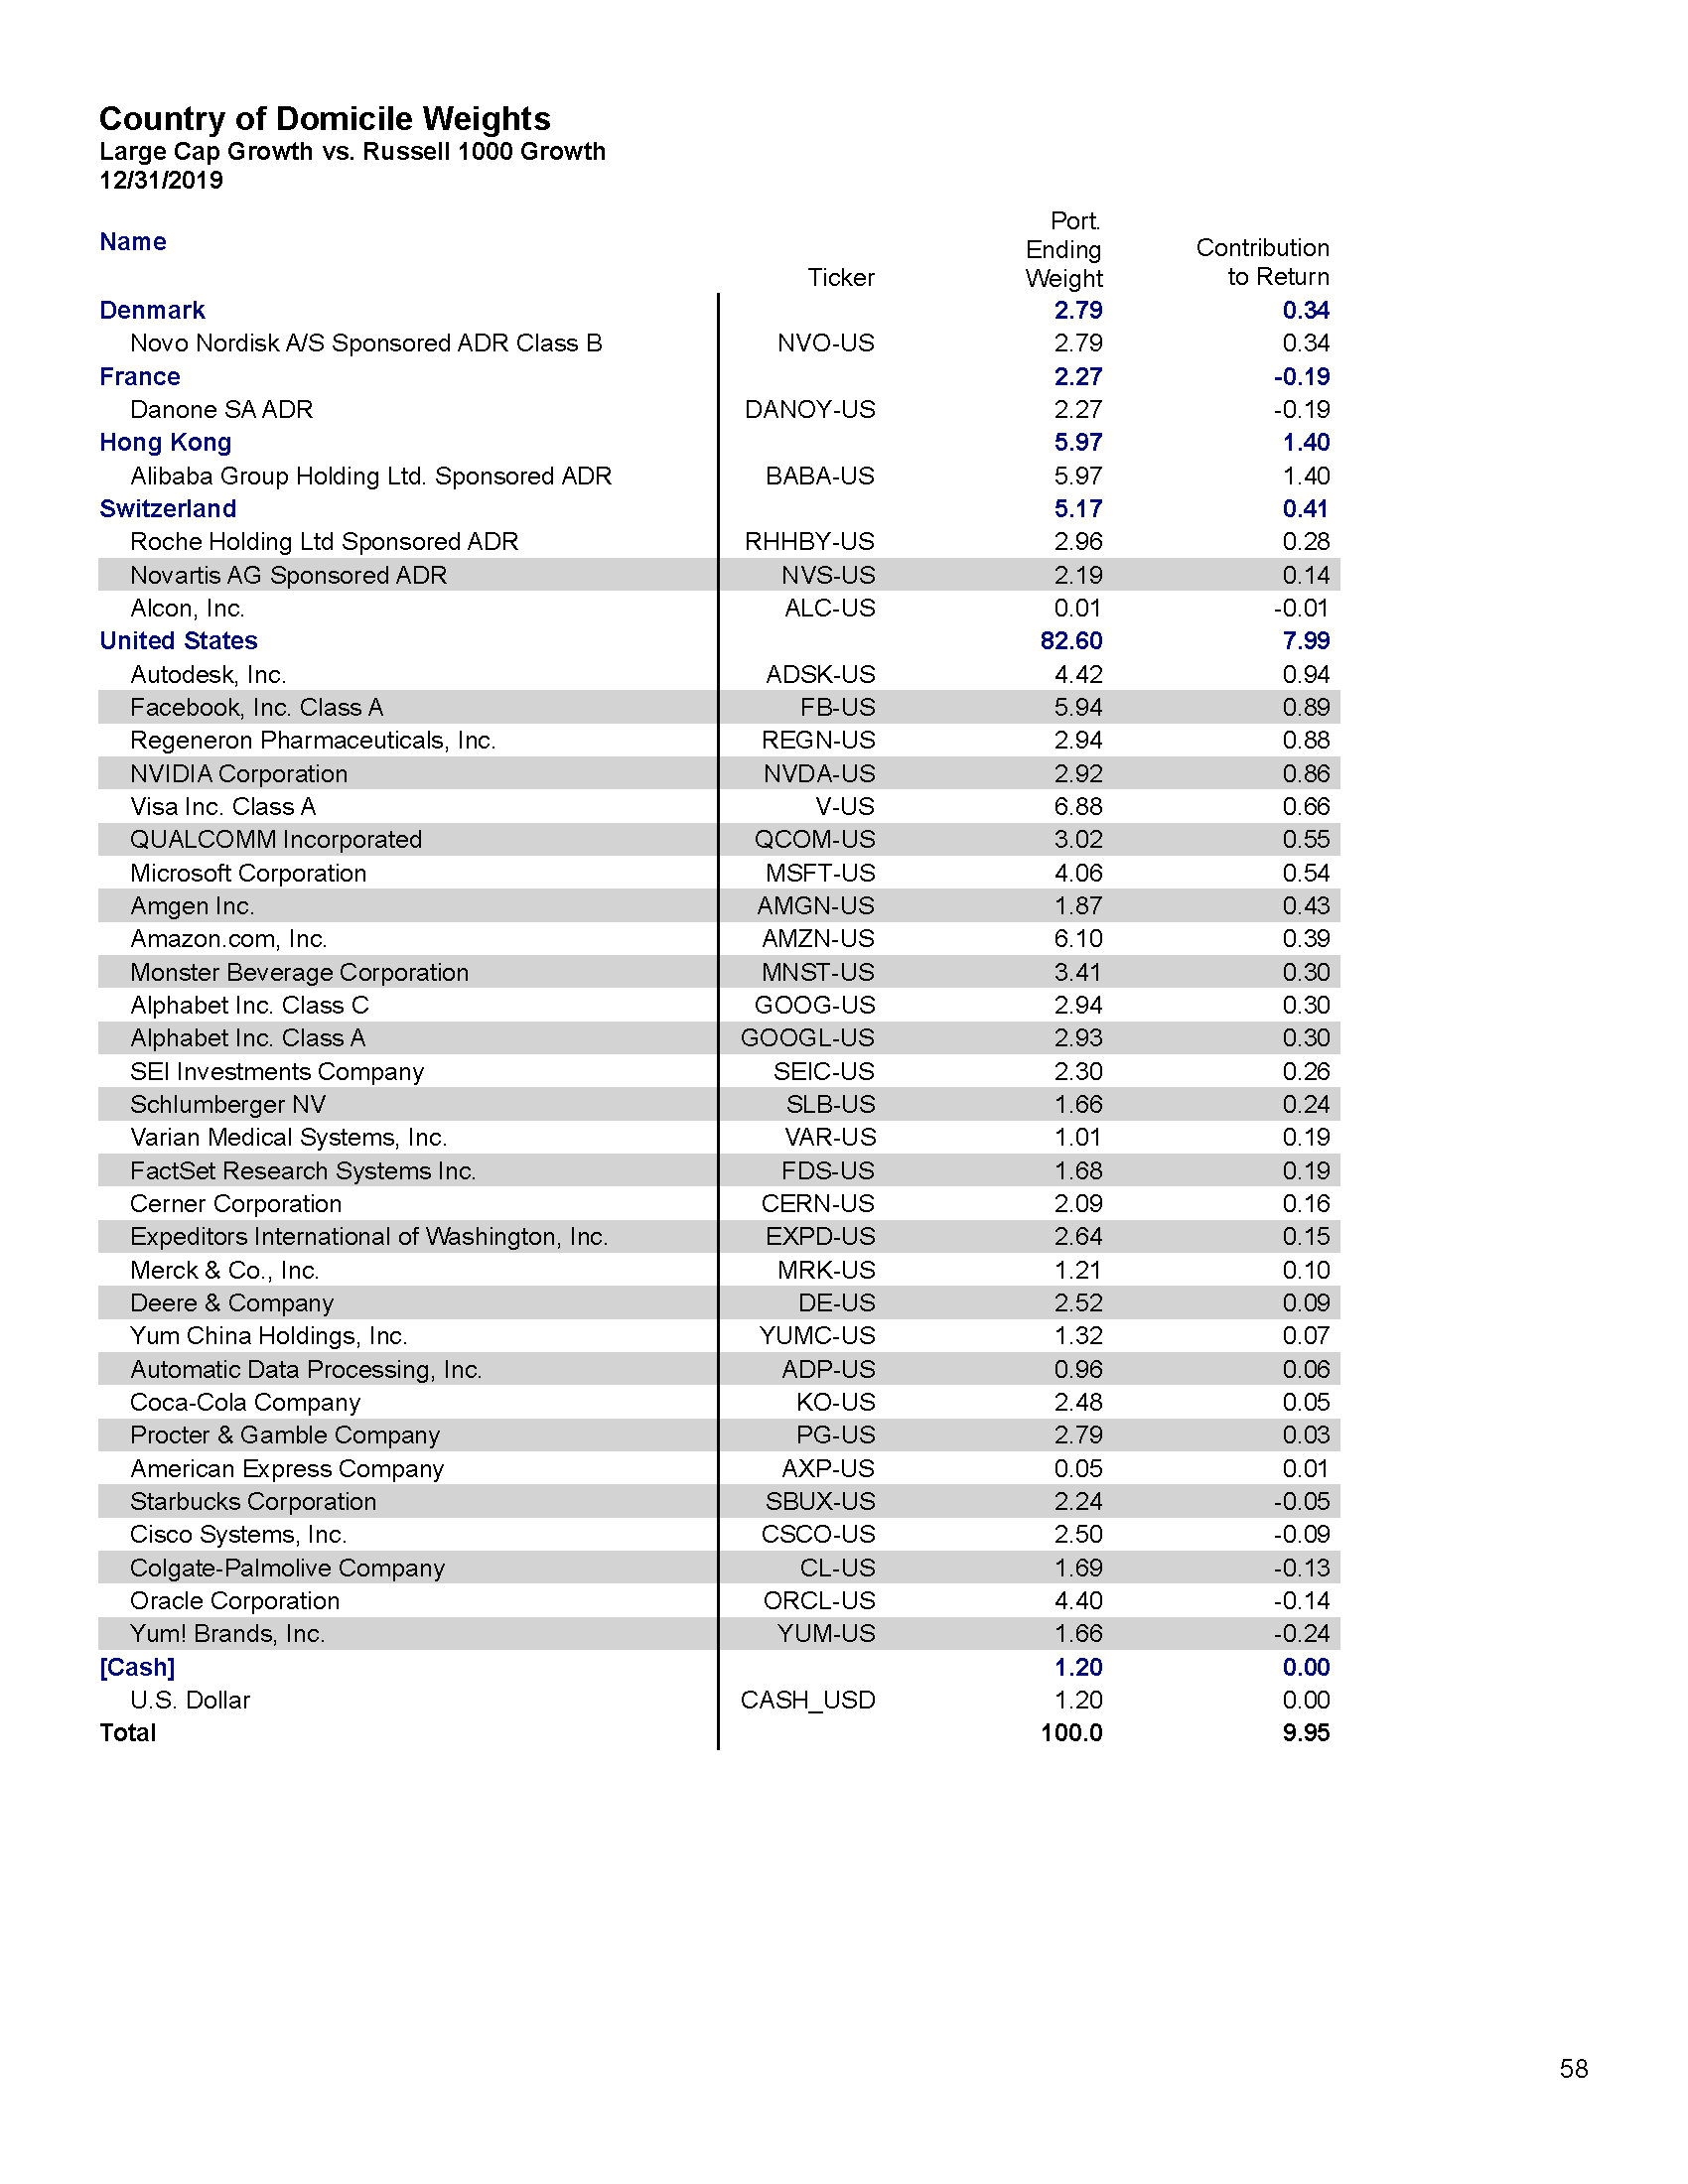 Country of Domicile Weights
Large Cap Growth vs. Russell 1000 Growth
12/31/2019
Name Ticker Port. Ending Weight Contribution to Return
Denmark 2.79 0.34
Novo Nordisk A/S Sponsored ADR Class B NVO-US 2.79 0.34
France 2.27 -0.19
Danone SA ADR DANOY-US 2.27 -0.19
Hong Kong 5.97 1.40
Alibaba Group Holding Ltd. Sponsored ADR BABA-US 5.97 1.40
Switzerland 5.17 0.41
Roche Holding Ltd Sponsored ADR RHHBY-US 2.96 0.28
Novartis AG Sponsored ADR NVS-US 2.19 0.14
Alcon, Inc. ALC-US 0.01 -0.01
United States 82.60 7.99
Autodesk, Inc. ADSK-US 4.42 0.94
Facebook, Inc. Class A FB-US 5.94 0.89
Regeneron Pharmaceuticals, Inc. REGN-US 2.94 0.88
NVIDIA Corporation NVDA-US 2.92 0.86
Visa Inc. Class A V-US 6.88 0.66
QUALCOMM Incorporated QCOM-US 3.02 0.55
Microsoft Corporation MSFT-US 4.06 0.54
Amgen Inc. AMGN-US 1.87 0.43
Amazon.com, Inc. AMZN-US 6.10 0.39
Monster Beverage Corporation MNST-US 3.41 0.30
Alphabet Inc. Class C GOOG-US 2.94 0.30
Alphabet Inc. Class A GOOGL-US 2.93 0.30
SEI Investments Company SEIC-US 2.30 0.26
Schlumberger NV SLB-US 1.66 0.24
Varian Medical Systems, Inc. VAR-US 1.01 0.19
FactSet Research Systems Inc. FDS-US 1.68 0.19
Cerner Corporation CERN-US 2.09 0.16
Expeditors International of Washington, Inc. EXPD-US 2.64 0.15
Merck & Co., Inc. MRK-US 1.21 0.10
Deere & Company DE-US 2.52 0.09
Yum China Holdings, Inc. YUMC-US 1.32 0.07
Automatic Data Processing, Inc. ADP-US 0.96 0.06
Coca-Cola Company KO-US 2.48 0.05
Procter & Gamble Company PG-US 2.79 0.03
American Express Company AXP-US 0.05 0.01
Starbucks Corporation SBUX-US 2.24 -0.05
Cisco Systems, Inc. CSCO-US 2.50 -0.09
Colgate-Palmolive Company CL-US 1.69 -0.13
Oracle Corporation ORCL-US 4.40 -0.14
Yum! Brands, Inc. YUM-US 1.66 -0.24
[Cash] 1.20 0.00
U.S. Dollar CASH_USD 1.20 0.00
Total 100.0 9.95
58